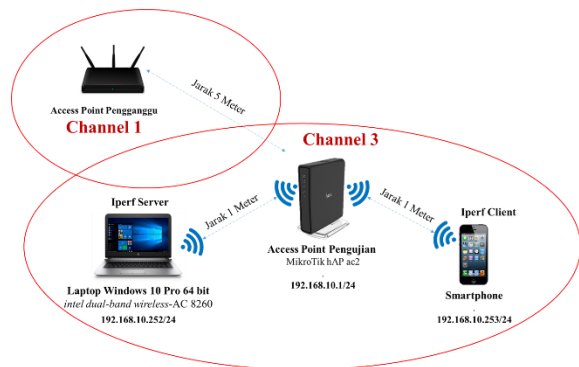 Jarak 5 Meter
Access Point Pengganggu
Channel 1
Channel 3
Iperf Server
Jarak 1 Meter
Jarak 1 Meter
Iperf Client
Access Point Pengujian
MikroTik hAP ac2
-
192.168.10.1/24
Laptop Windows 10 Pro 64 bit
intel dual-band wireless-AC 8260
-
192.168.10.252/24
Smartphone
-
192.168.10.253/24